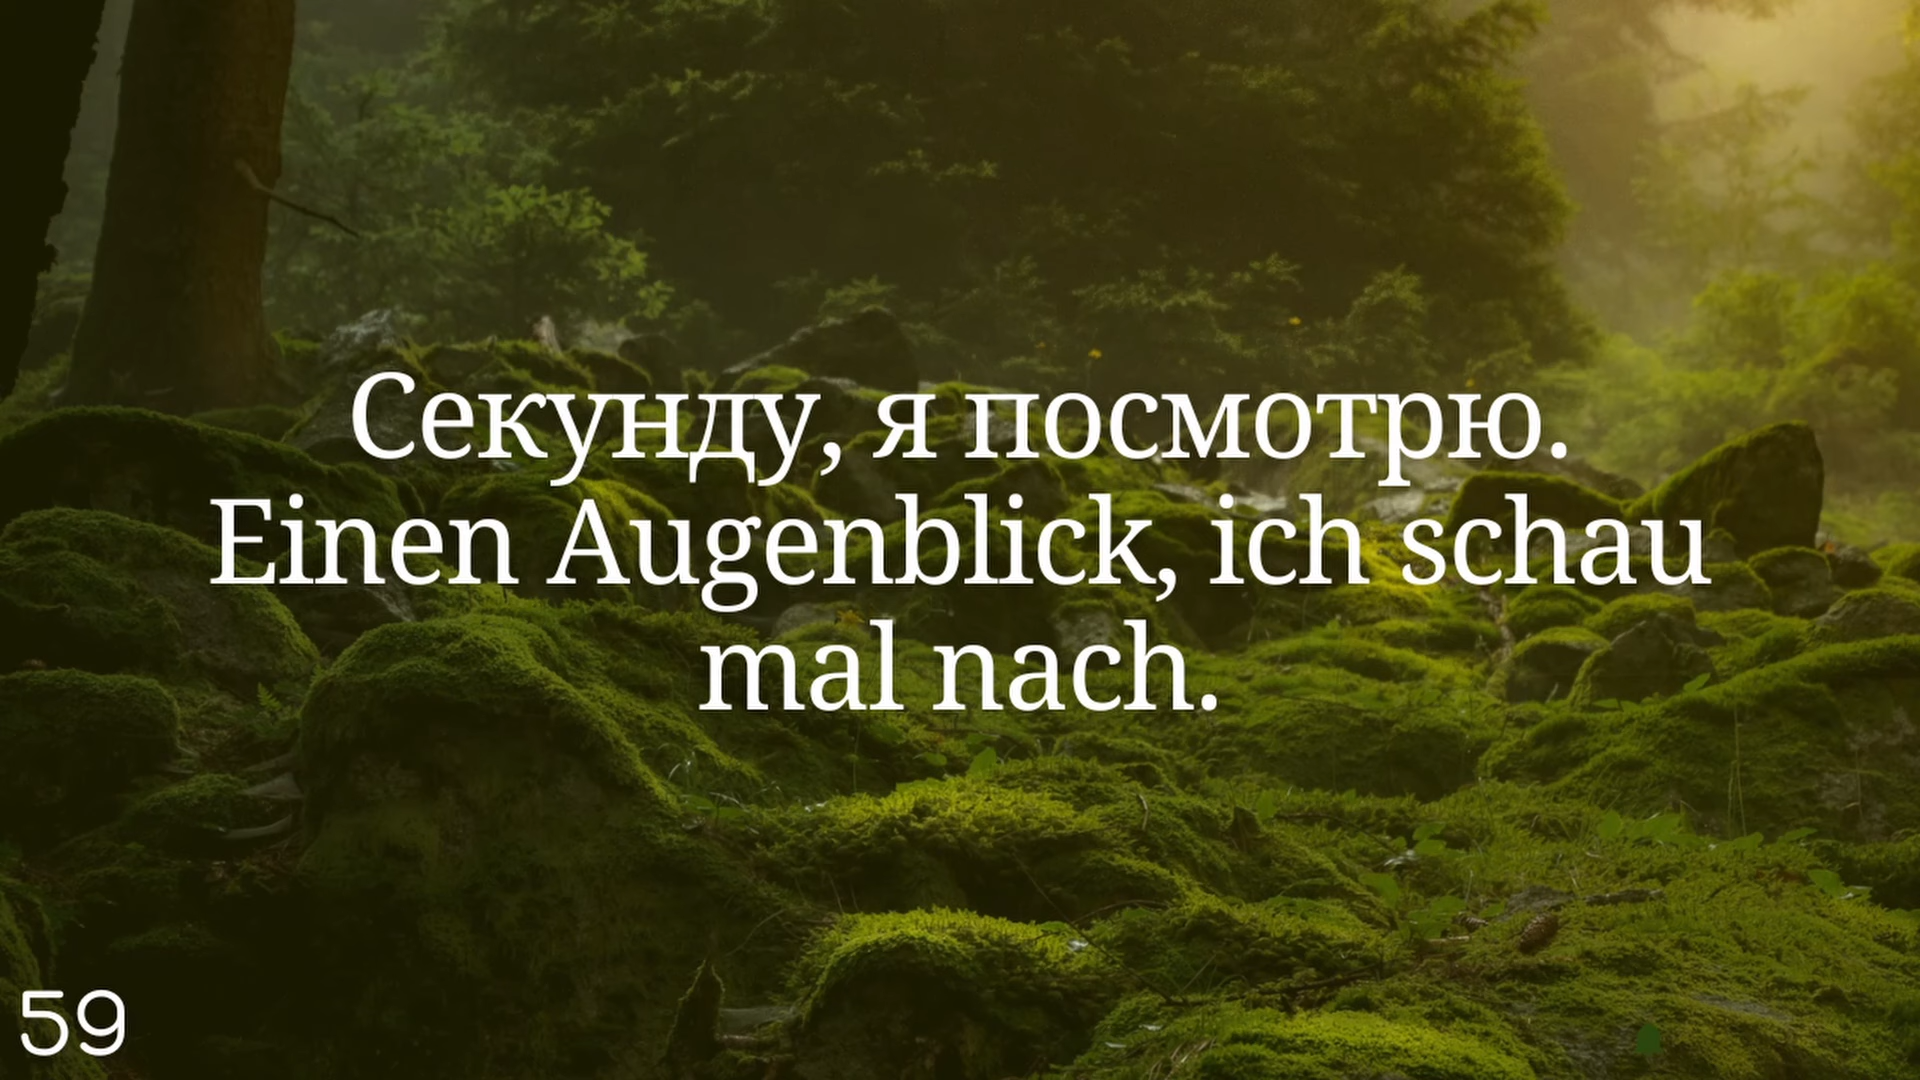 Секунду, я посмотрю.
Einen Augenblick, ich schau
mal nach.
59